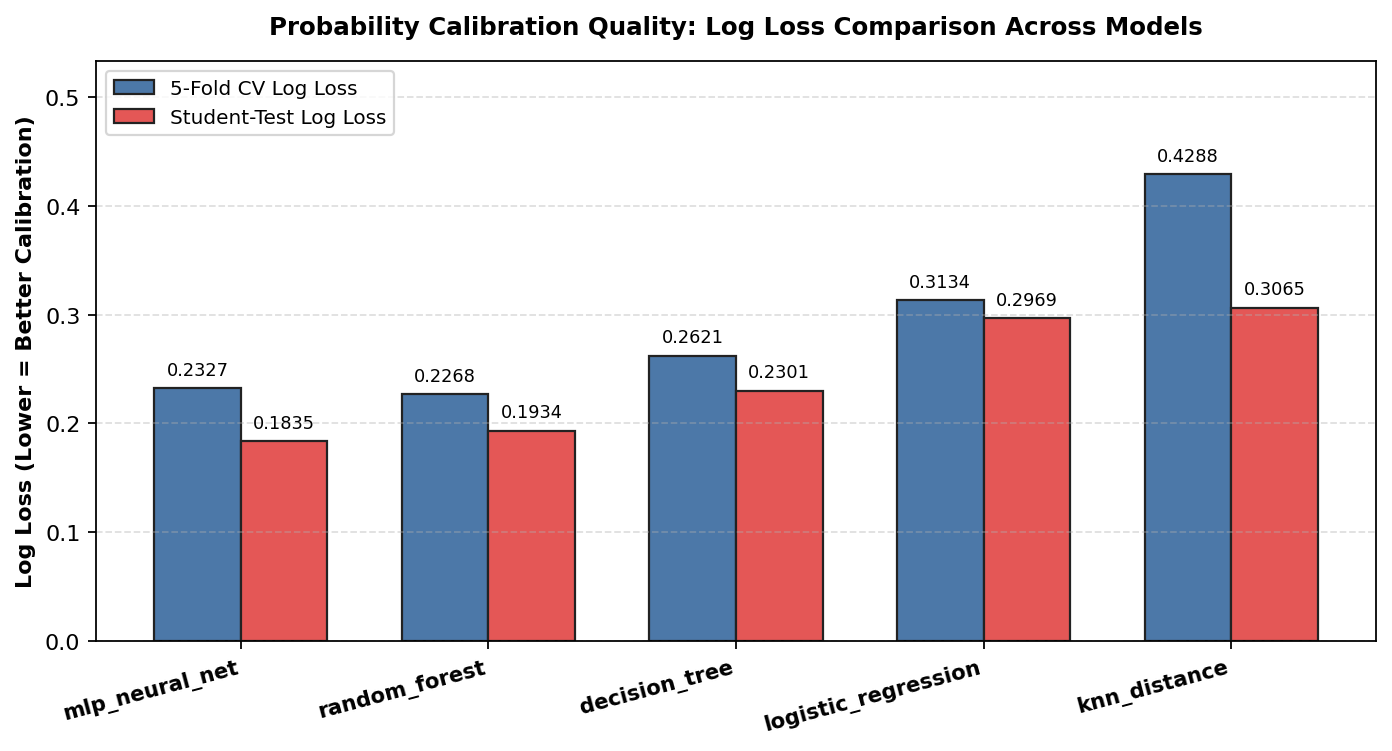 Probability Calibration Quality: Log Loss Comparison Across Models
5-Fold CV Log Loss
Student-Test Log Loss
Log Loss (Lower = Better Calibration)
0.5
0.4
0.3
0.2
0.1
0.0
0.2327
0.1835
0.2268
0.1934
0.2621
0.2301
0.3134
0.2969
0.4288
0.3065
mlp_neural_net
random_forest
decision_tree
logistic_regression
knn_distance